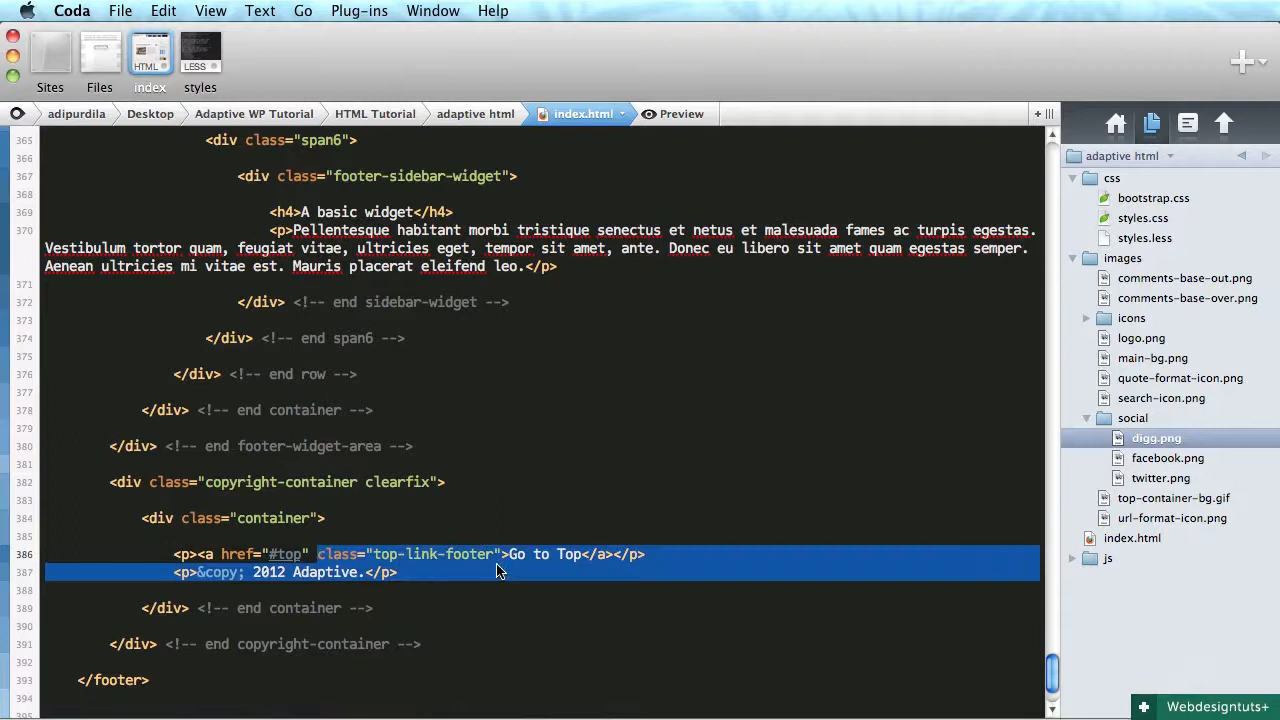 Coda File Edit View Text Go Plug-ins Window Help
HTML
LESS
Sites Files index styles
adipurdila Desktop Adaptive WP Tutorial HTML Tutorial adaptive html index.html Preview
365 <div class="span6">
366
367 <div class="footer-sidebar-widget">
368
369 <h4>A basic widget</h4>
370 <p>Pellentesque habitant morbi tristique senectus et netus et malesuada fames ac turpis egestas.
Vestibulum tortor quam, feugiat vitae, ultricies eget, tempor sit amet, ante. Donec eu libero sit amet quam egestas semper.
Aenean ultricies mi vitae est. Mauris placerat eleifend leo.</p>
371
372 </div> <!-- end sidebar-widget -->
373
374 </div> <!-- end span6 -->
375
376 </div> <!-- end row -->
377
378 </div> <!-- end container -->
379
380 </div> <!-- end footer-widget-area -->
381
382 <div class="copyright-container clearfix">
383
384 <div class="container">
385
386 <p><a href="#top" class="top-link-footer">Go to Top</a></p>
387 <p>&copy; 2012 Adaptive.</p>
388
389 </div> <!-- end container -->
390
391 </div> <!-- end copyright-container -->
392
393 </footer>
394
395
adaptive html
css
bootstrap.css
styles.css
styles.less
images
comments-base-out.png
comments-base-over.png
icons
logo.png
main-bg.png
quote-format-icon.png
search-icon.png
social
digg.png
facebook.png
twitter.png
top-container-bg.gif
url-format-icon.png
index.html
js
Webdesigntuts+